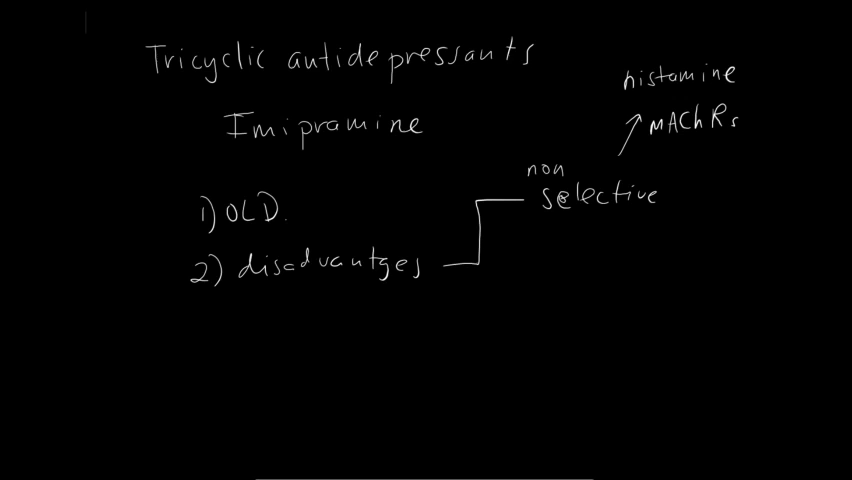 Tricyclic antidepressants
Imipramine
histamine
mAChRs
non
selective
1) OLD.
2) disadvantges